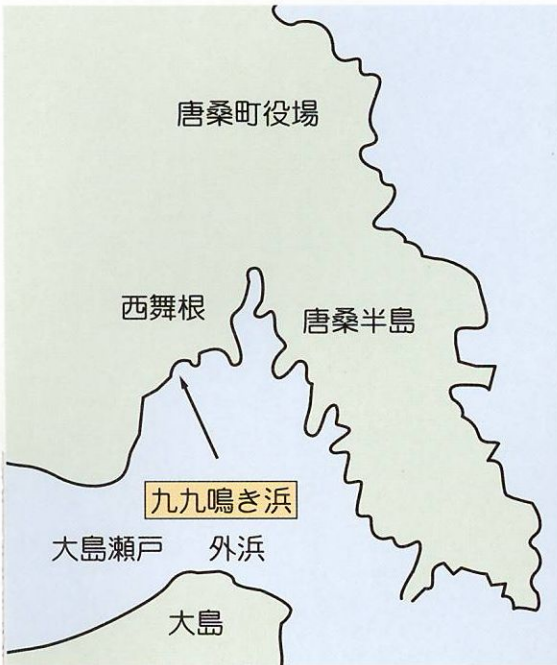 唐桑町役場
西舞根
唐桑半島
九九鳴き浜
大島瀬戸
外浜
大島